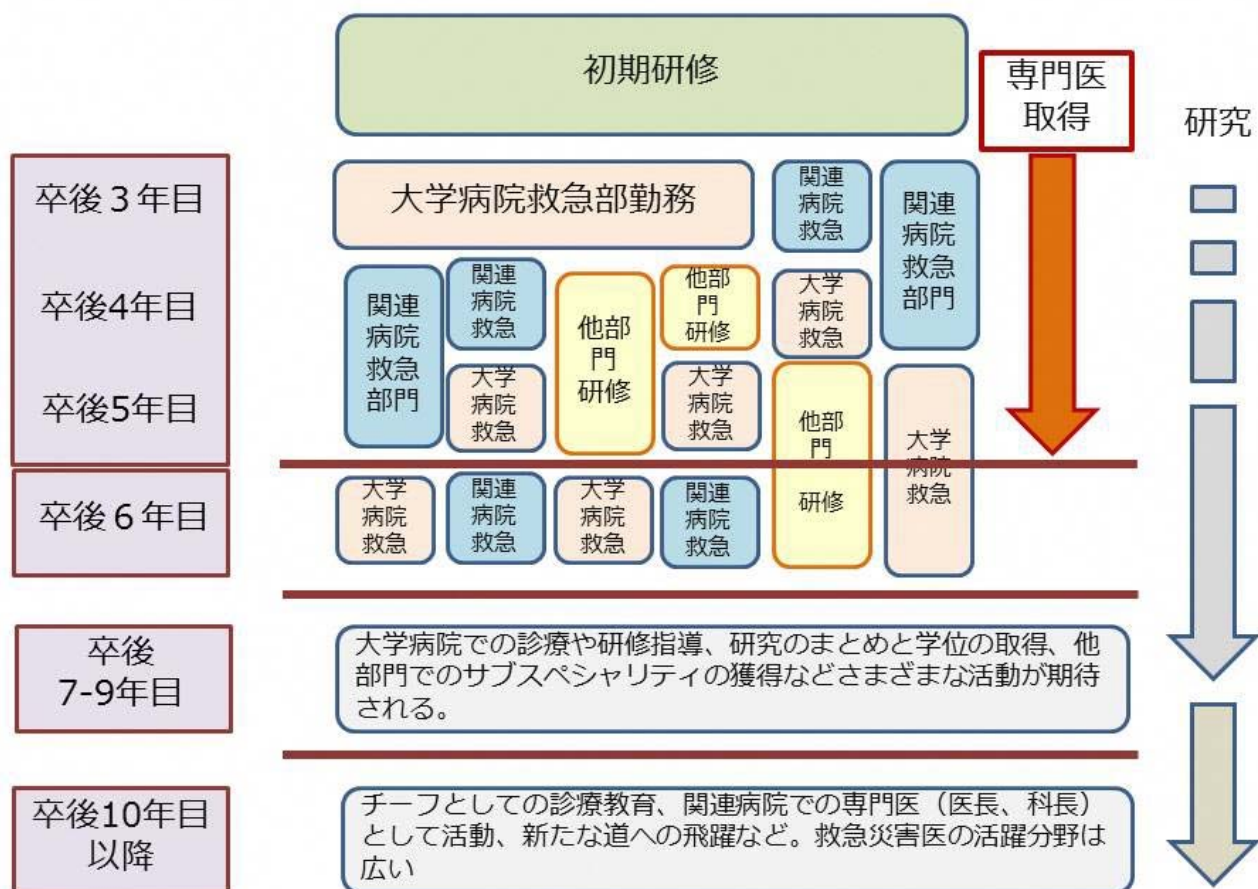 初期研修
専門医
取得
研究
卒後３年目
大学病院救急部勤務
関連
病院
救急
関連
病院
救急
部門
卒後4年目
関連
病院
救急
部門
関連
病院
救急
他部
門
研修
他部
門
研修
大学
病院
救急
卒後5年目
大学
病院
救急
大学
病院
救急
他部
門
研修
大学
病院
救急
卒後６年目
大学
病院
救急
関連
病院
救急
大学
病院
救急
関連
病院
救急
卒後
7-9年目
大学病院での診療や研修指導、研究のまとめと学位の取得、他
部門でのサブスペシャリティの獲得などさまざまな活動が期待
される。
卒後10年目
以降
チーフとしての診療教育、関連病院での専門医（医長、科長）
として活動、新たな道への飛躍など。救急災害医の活躍分野は
広い